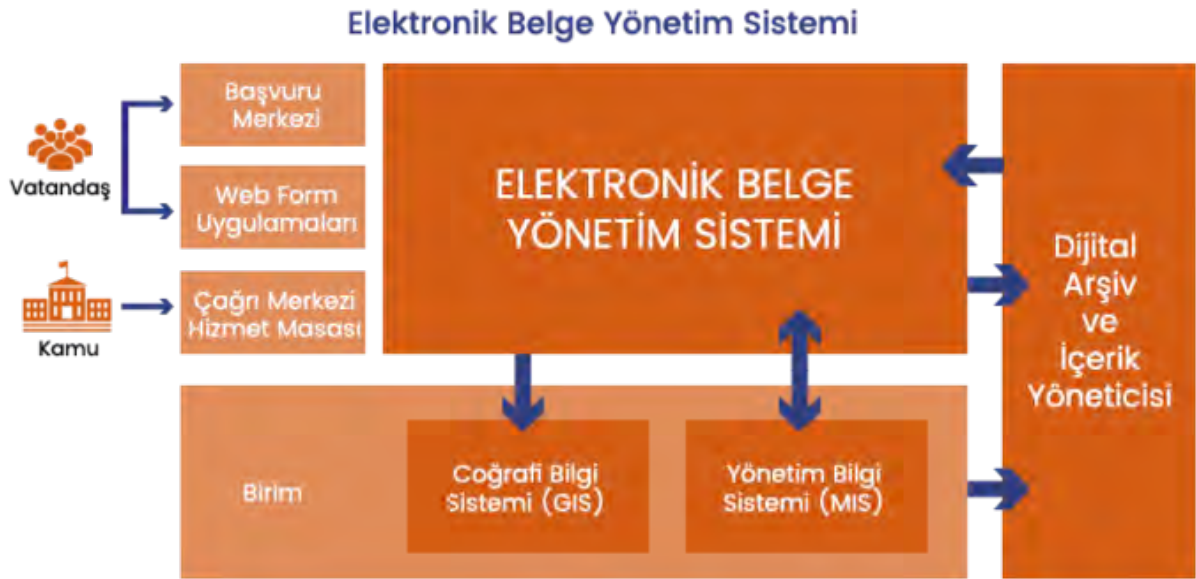 Elektronik Belge Yönetim Sistemi
Vatandaş
Kamu
Başvuru
Merkezi
Web Form
Uygulamaları
Çağrı Merkezi
Hizmet Masası
ELEKTRONİK BELGE
YÖNETİM SİSTEMİ
Birim
Coğrafi Bilgi
Sistemi (GIS)
Yönetim Bilgi
Sistemi (MIS)
Dijital
Arşiv
ve
İçerik
Yöneticisi